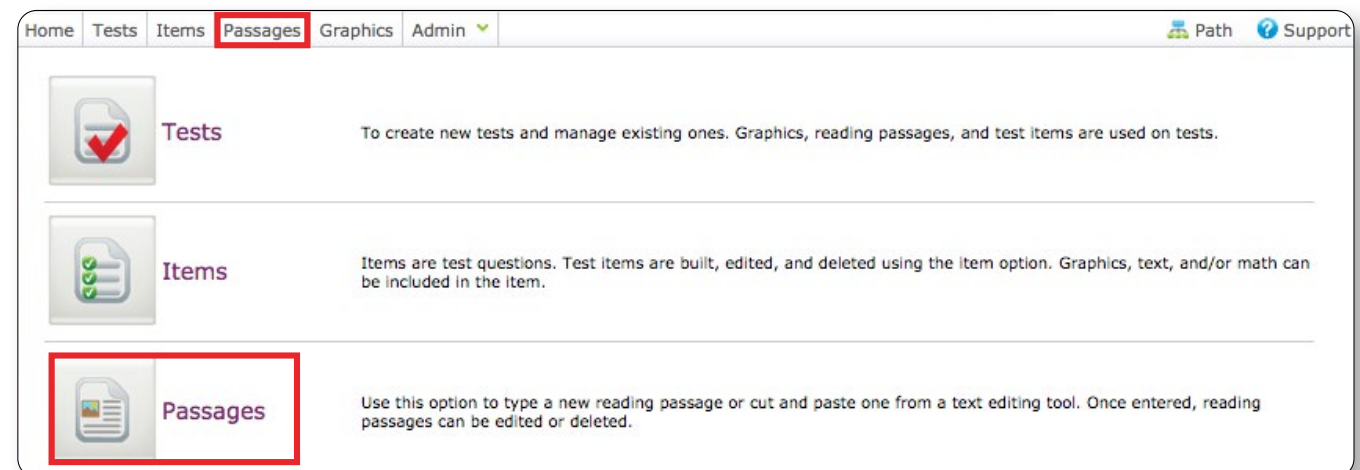 Home Tests Items Passages Graphics Admin Path Support
Tests
To create new tests and manage existing ones. Graphics, reading passages, and test items are used on tests.
Items
Items are test questions. Test items are built, edited, and deleted using the item option. Graphics, text, and/or math can
be included in the item.
Passages
Use this option to type a new reading passage or cut and paste one from a text editing tool. Once entered, reading
passages can be edited or deleted.